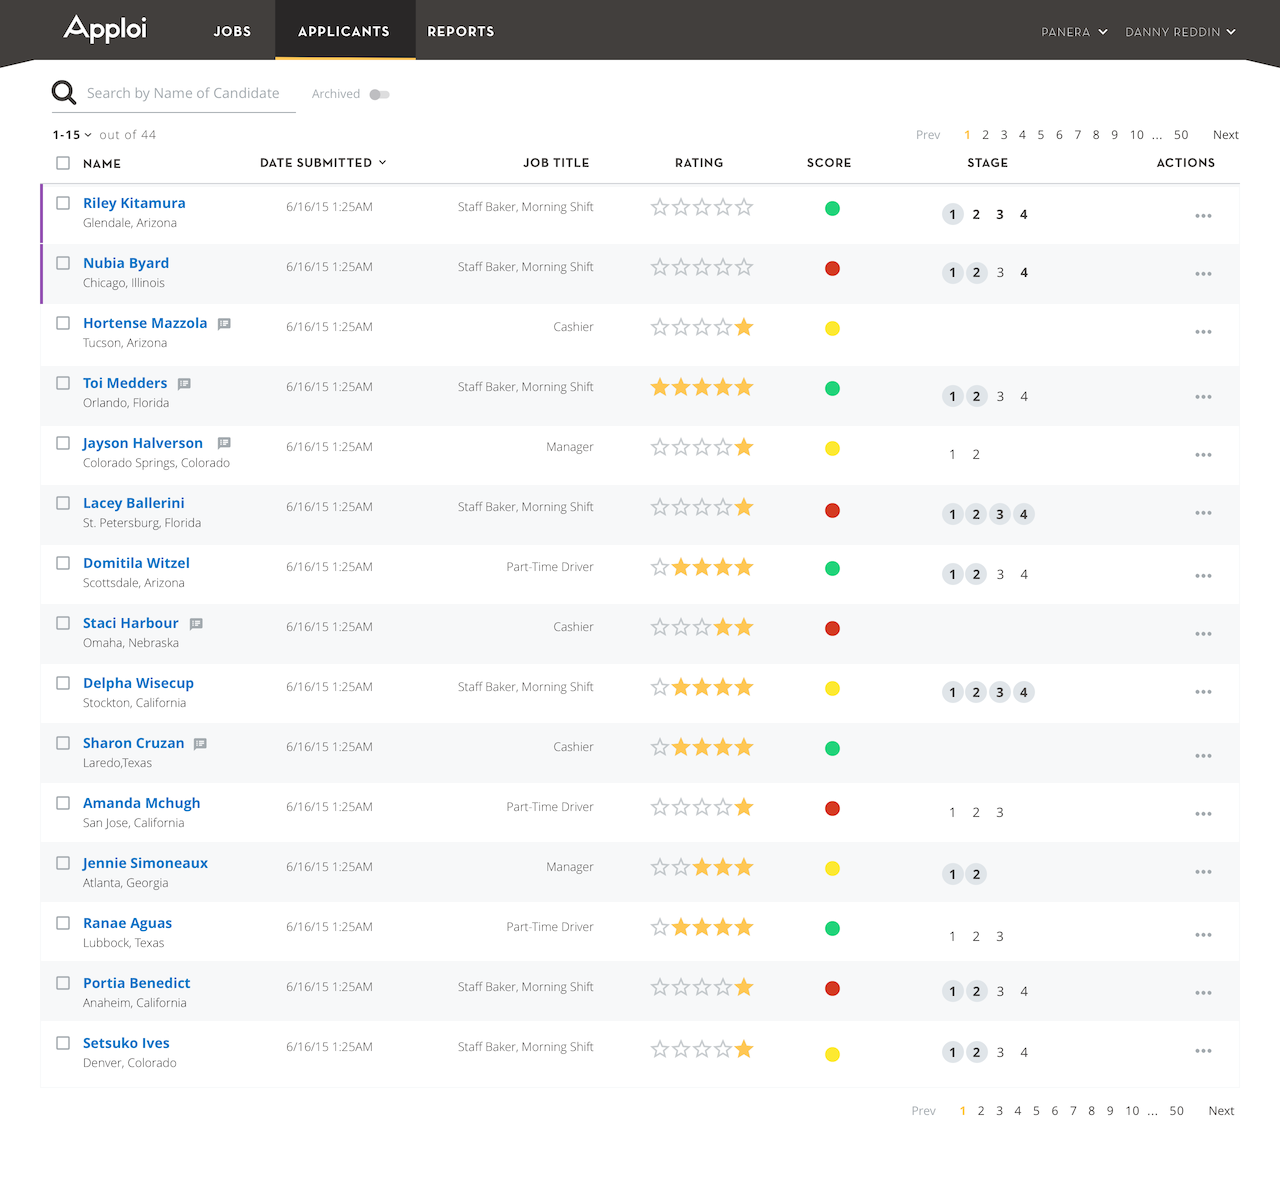 Apploi JOBS APPLICANTS REPORTS PANERA DANNY REDDIN
Search by Name of Candidate Archived
1-15 out of 44 Prev 1 2 3 4 5 6 7 8 9 10 ... 50 Next
NAME DATE SUBMITTED JOB TITLE RATING SCORE STAGE ACTIONS
Riley Kitamura 6/16/15 1:25AM Staff Baker, Morning Shift 1 2 3 4
Glendale, Arizona
Nubia Byard 6/16/15 1:25AM Staff Baker, Morning Shift 1 2 3 4
Chicago, Illinois
Hortense Mazzola 6/16/15 1:25AM Cashier
Tucson, Arizona
Toi Medders 6/16/15 1:25AM Staff Baker, Morning Shift 1 2 3 4
Orlando, Florida
Jayson Halverson 6/16/15 1:25AM Manager 1 2
Colorado Springs, Colorado
Lacey Ballerini 6/16/15 1:25AM Staff Baker, Morning Shift 1 2 3 4
St. Petersburg, Florida
Domitila Witzel 6/16/15 1:25AM Part-Time Driver 1 2 3 4
Scottsdale, Arizona
Staci Harbour 6/16/15 1:25AM Cashier
Omaha, Nebraska
Delpha Wisecup 6/16/15 1:25AM Staff Baker, Morning Shift 1 2 3 4
Stockton, California
Sharon Cruzan 6/16/15 1:25AM Cashier
Laredo,Texas
Amanda Mchugh 6/16/15 1:25AM Part-Time Driver 1 2 3
San Jose, California
Jennie Simoneaux 6/16/15 1:25AM Manager 1 2
Atlanta, Georgia
Ranae Aguas 6/16/15 1:25AM Part-Time Driver 1 2 3
Lubbock, Texas
Portia Benedict 6/16/15 1:25AM Staff Baker, Morning Shift 1 2 3 4
Anaheim, California
Setsuko Ives 6/16/15 1:25AM Staff Baker, Morning Shift 1 2 3 4
Denver, Colorado
Prev 1 2 3 4 5 6 7 8 9 10 ... 50 Next